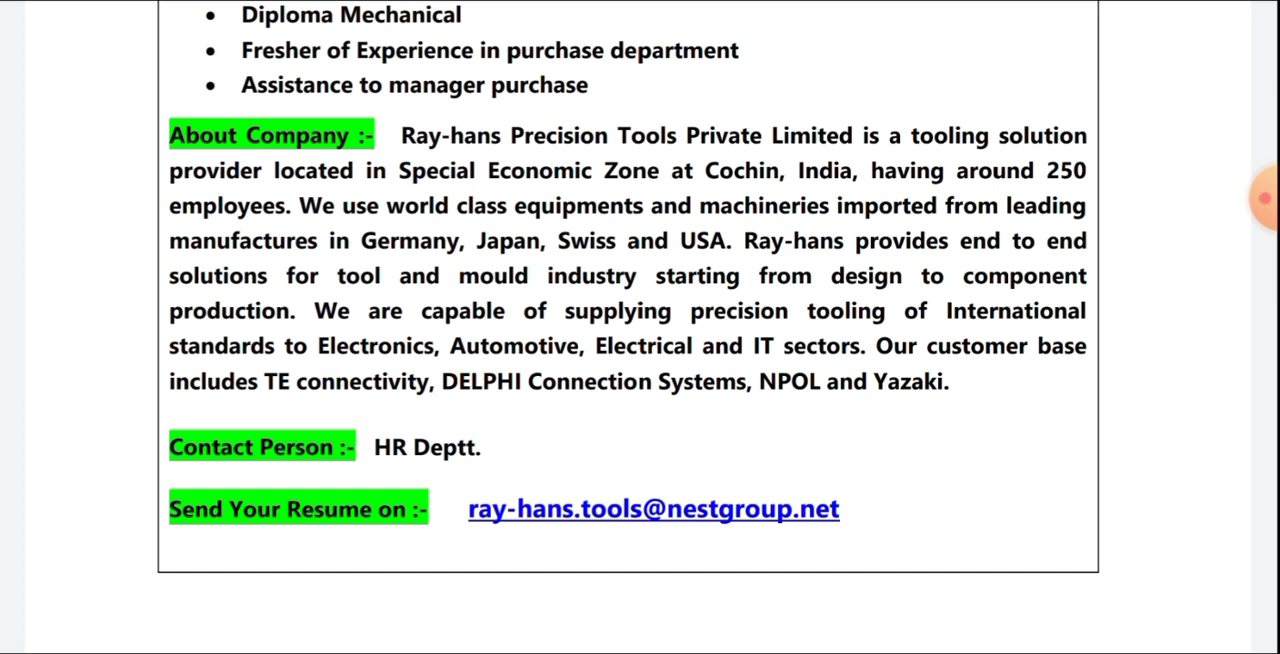 • Diploma Mechanical
• Fresher of Experience in purchase department
• Assistance to manager purchase
About Company :- Ray-hans Precision Tools Private Limited is a tooling solution
provider located in Special Economic Zone at Cochin, India, having around 250
employees. We use world class equipments and machineries imported from leading
manufactures in Germany, Japan, Swiss and USA. Ray-hans provides end to end
solutions for tool and mould industry starting from design to component
production. We are capable of supplying precision tooling of International
standards to Electronics, Automotive, Electrical and IT sectors. Our customer base
includes TE connectivity, DELPHI Connection Systems, NPOL and Yazaki.
Contact Person :- HR Deptt.
Send Your Resume on :- ray-hans.tools@nestgroup.net